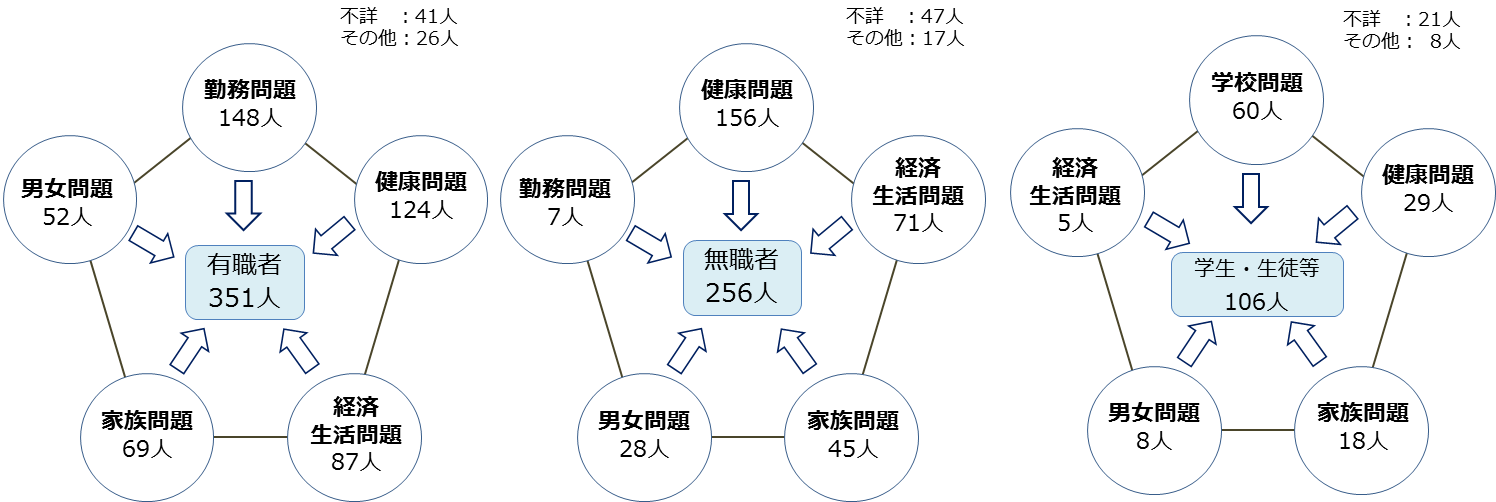 不詳　：41人
その他：26人
勤務問題
148人
男女問題
52人
健康問題
124人
有職者
351人
家族問題
69人
経済
生活問題
87人
不詳　：47人
その他：17人
健康問題
156人
勤務問題
7人
経済
生活問題
71人
無職者
256人
男女問題
28人
家族問題
45人
不詳　：21人
その他： 8人
学校問題
60人
経済
生活問題
5人
健康問題
29人
学生・生徒等
106人
男女問題
8人
家族問題
18人